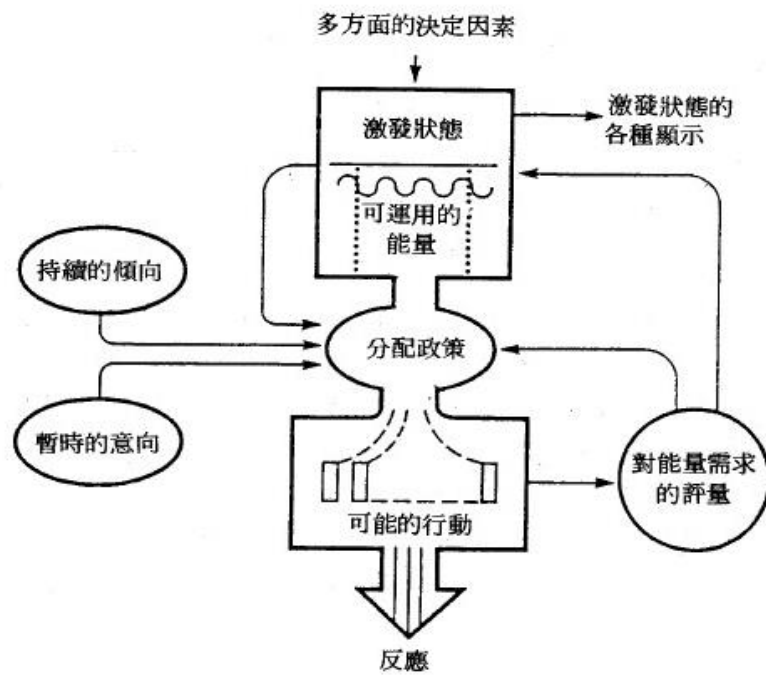 多方面的決定因素
激發狀態
激發狀態的
各種顯示
可運用的
能量
持續的傾向
分配政策
暫時的意向
對能量需求
的評量
可能的行動
反應